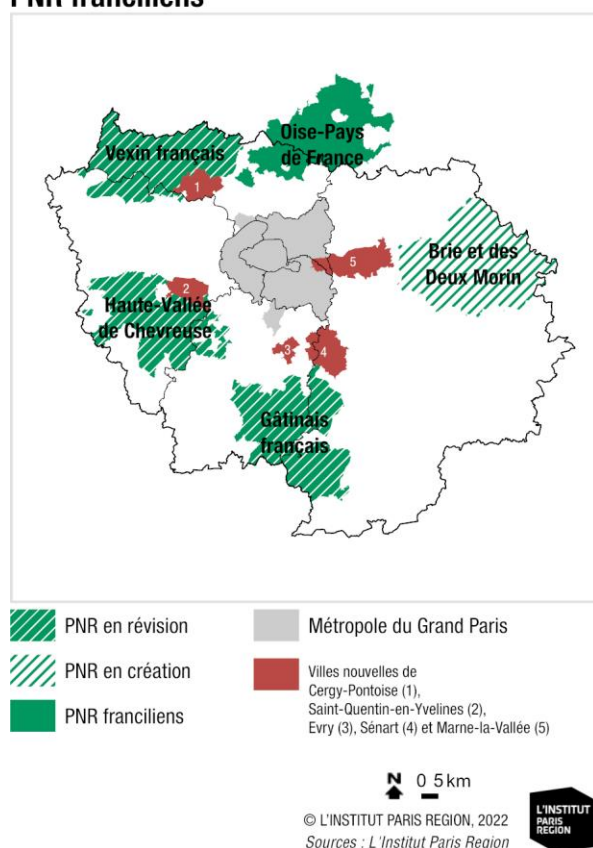 PNR franciliens
Vexin français
Oise-Pays
de France
1
5
Brie et des
Deux Morin
2
Haute-Vallée
de Chevreuse
3
4
Gâtinais
français
PNR en révision
PNR en création
PNR franciliens
Métropole du Grand Paris
Villes nouvelles de
Cergy-Pontoise (1),
Saint-Quentin-en-Yvelines (2),
Evry (3), Sénart (4) et Marne-la-Vallée (5)
N 0 5 km
© L'INSTITUT PARIS REGION, 2022
Sources : L'Institut Paris Region
L'INSTITUT
PARIS
REGION